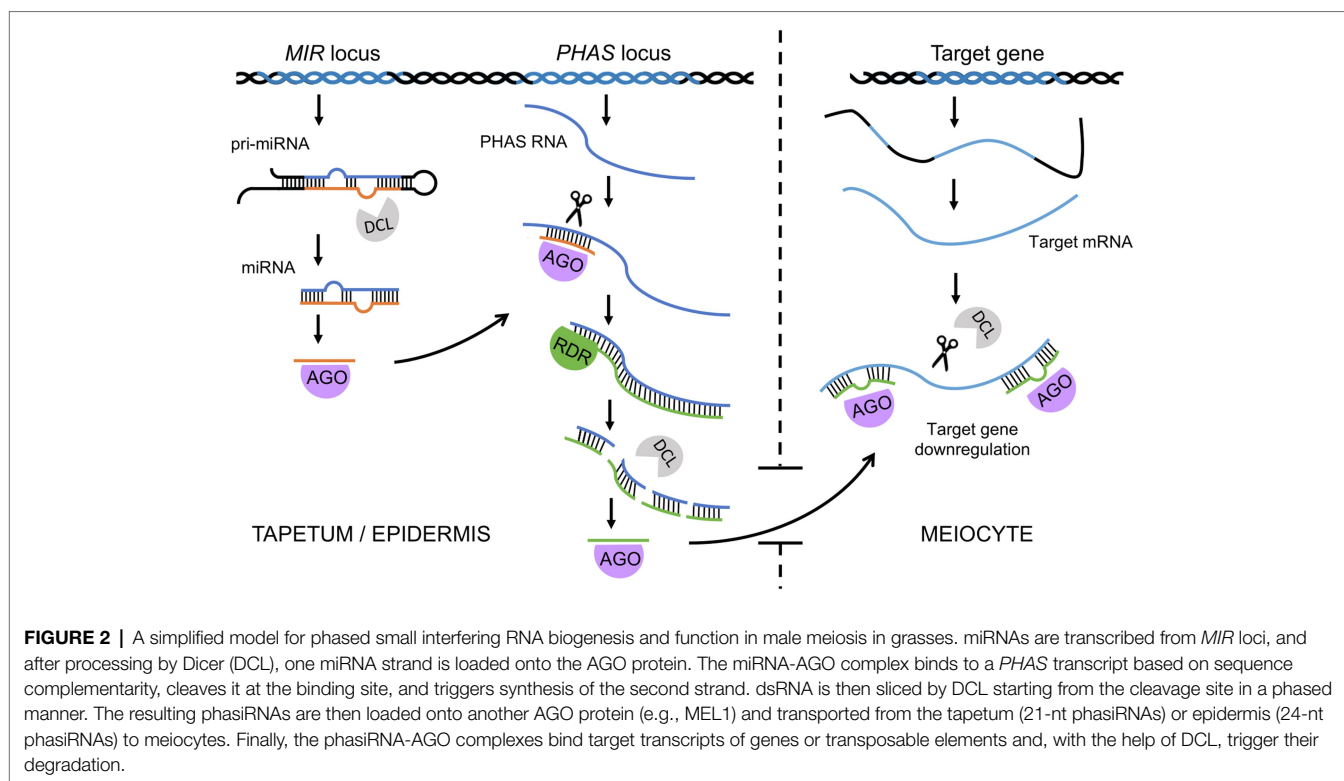 MIR locus
PHAS locus
Target gene
pri-miRNA
PHAS RNA
DCL
miRNA
AGO
Target mRNA
AGO
RDR
DCL
DCL
AGO
AGO
Target gene
downregulation
TAPETUM / EPIDERMIS
AGO
MEIOCYTE
FIGURE 2 | A simplified model for phased small interfering RNA biogenesis and function in male meiosis in grasses. miRNAs are transcribed from MIR loci, and
after processing by Dicer (DCL), one miRNA strand is loaded onto the AGO protein. The miRNA-AGO complex binds to a PHAS transcript based on sequence
complementarity, cleaves it at the binding site, and triggers synthesis of the second strand. dsRNA is then sliced by DCL starting from the cleavage site in a phased
manner. The resulting phasiRNAs are then loaded onto another AGO protein (e.g., MEL1) and transported from the tapetum (21-nt phasiRNAs) or epidermis (24-nt
phasiRNAs) to meiocytes. Finally, the phasiRNA-AGO complexes bind target transcripts of genes or transposable elements and, with the help of DCL, trigger their
degradation.